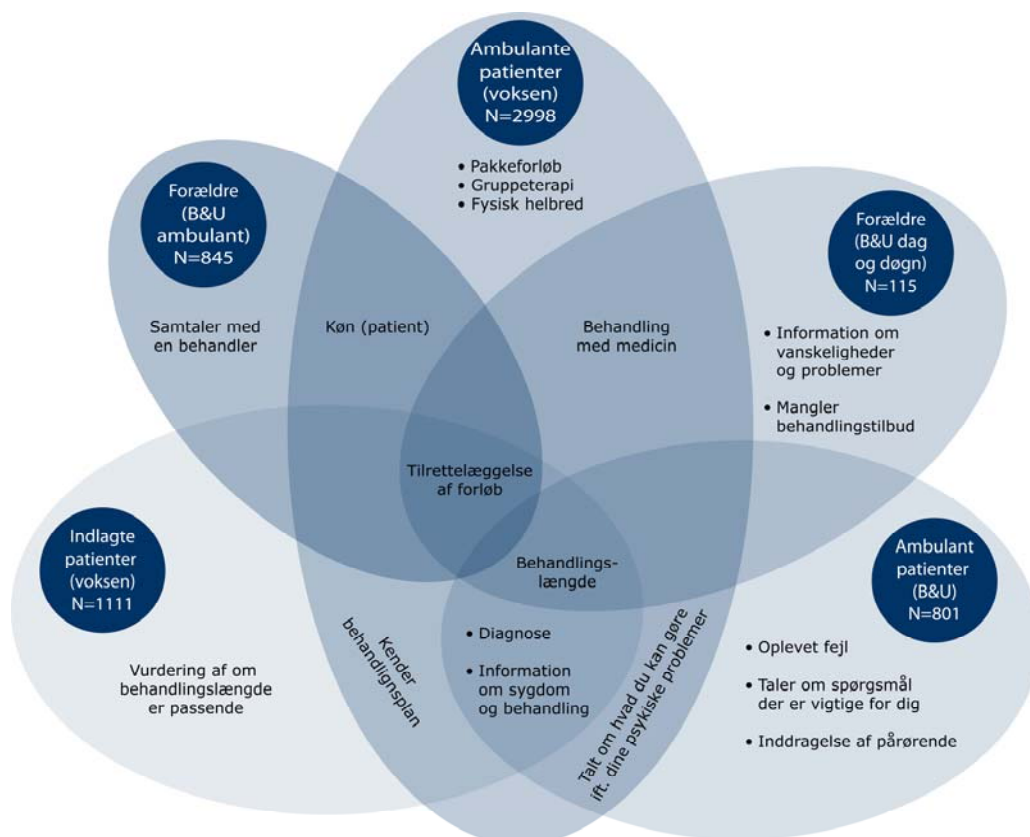 Ambulante
patienter
(voksen)
N=2998
• Pakkeforløb
• Gruppeterapi
• Fysisk helbred
Forældre
(B&U
ambulant)
N=845
Samtaler med
en behandler
Køn (patient)
Behandling
med medicin
Forældre
(B&U dag
og døgn)
N=115
• Information om
vanskeligheder
og problemer
• Mangler
behandlingstilbud
Tilrettelæggelse
af forløb
Indlagte
patienter
(voksen)
N=1111
Vurdering af om
behandlingslængde
er passende
Kender
behandlignsplan
Behandlings-
længde
• Diagnose
• Information
om sygdom
og behandling
Talt om hvad du kan gøre
ift. dine psykiske problemer
Ambulant
patienter
(B&U)
N=801
• Oplevet fejl
• Taler om spørgsmål
der er vigtige for dig
• Inddragelse af pårørende